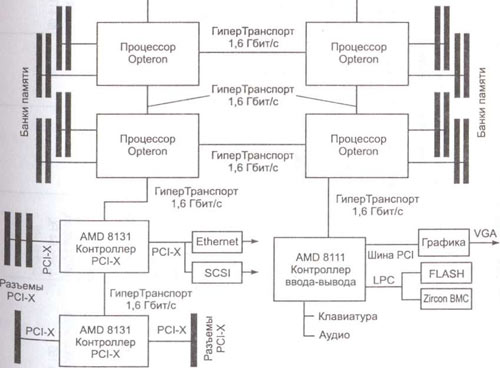 Процессор
Opteron
ГиперТранспорт
1,6 Гбит/с
Процессор
Opteron
Банки памяти
ГиперТранспорт
1,6 Гбит/с
Банки памяти
Процессор
Opteron
ГиперТранспорт
1,6 Гбит/с
Процессор
Opteron
ГиперТранспорт
1,6 Гбит/с
ГиперТранспорт
1,6 Гбит/с
PCI-X
AMD 8131
Контроллер
PCI-X
PCI-X
Ethernet
SCSI
AMD 8111
Контроллер
ввода-вывода
Шина PCI
Графика
VGA
LPC
FLASH
Zircon BMC
Разъемы
PCI-X
ГиперТранспорт
1,6 Гбит/с
PCI-X
AMD 8131
Контроллер
PCI-X
PCI-X
Разъемы
PCI-X
Клавиатура
Аудио